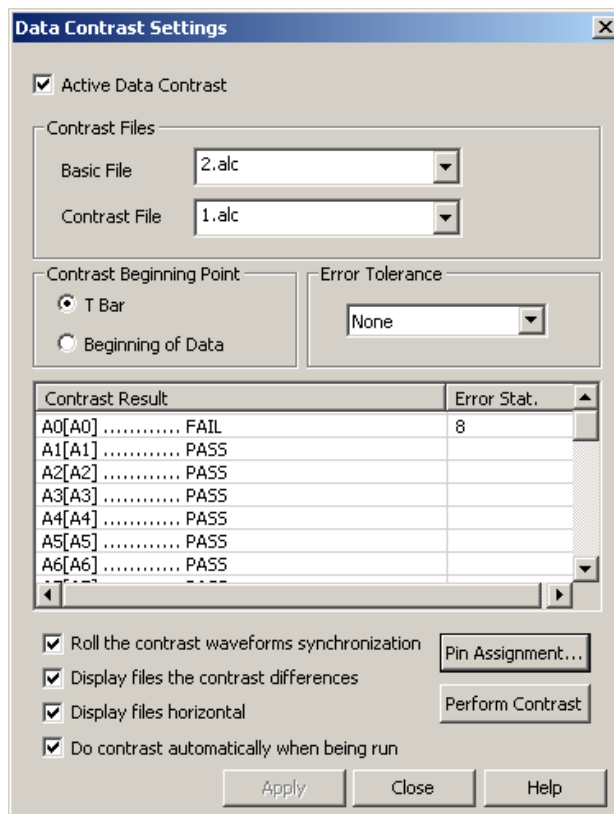 Data Contrast Settings
Active Data Contrast
Contrast Files
Basic File 2.alc
Contrast File 1.alc
Contrast Beginning Point Error Tolerance
T Bar
None
Beginning of Data
Contrast Result Error Stat.
A0[A0] ............ FAIL 8
A1[A1] ............ PASS
A2[A2] ............ PASS
A3[A3] ............ PASS
A4[A4] ............ PASS
A5[A5] ............ PASS
A6[A6] ............ PASS
Roll the contrast waveforms synchronization
Pin Assignment...
Display files the contrast differences
Display files horizontal
Perform Contrast
Do contrast automatically when being run
Apply Close Help